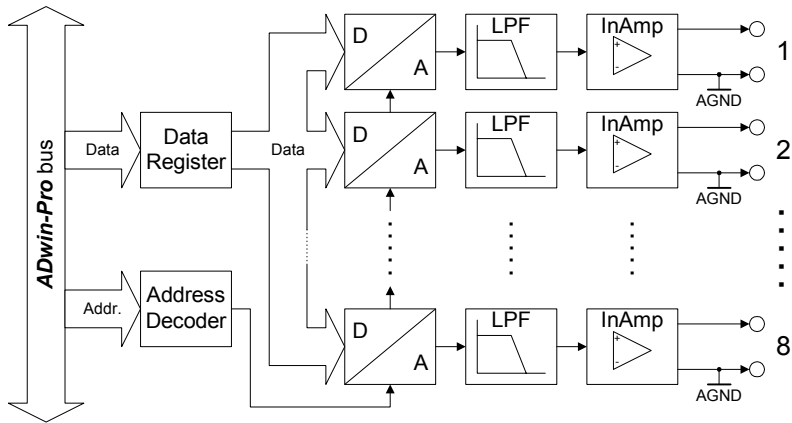 ADwin-Pro bus
Data
Data
Register
Data
Addr.
Address
Decoder
D
A
LPF
InAmp
+
-
AGND
1
D
A
LPF
InAmp
+
-
AGND
2
D
A
LPF
InAmp
+
-
AGND
8